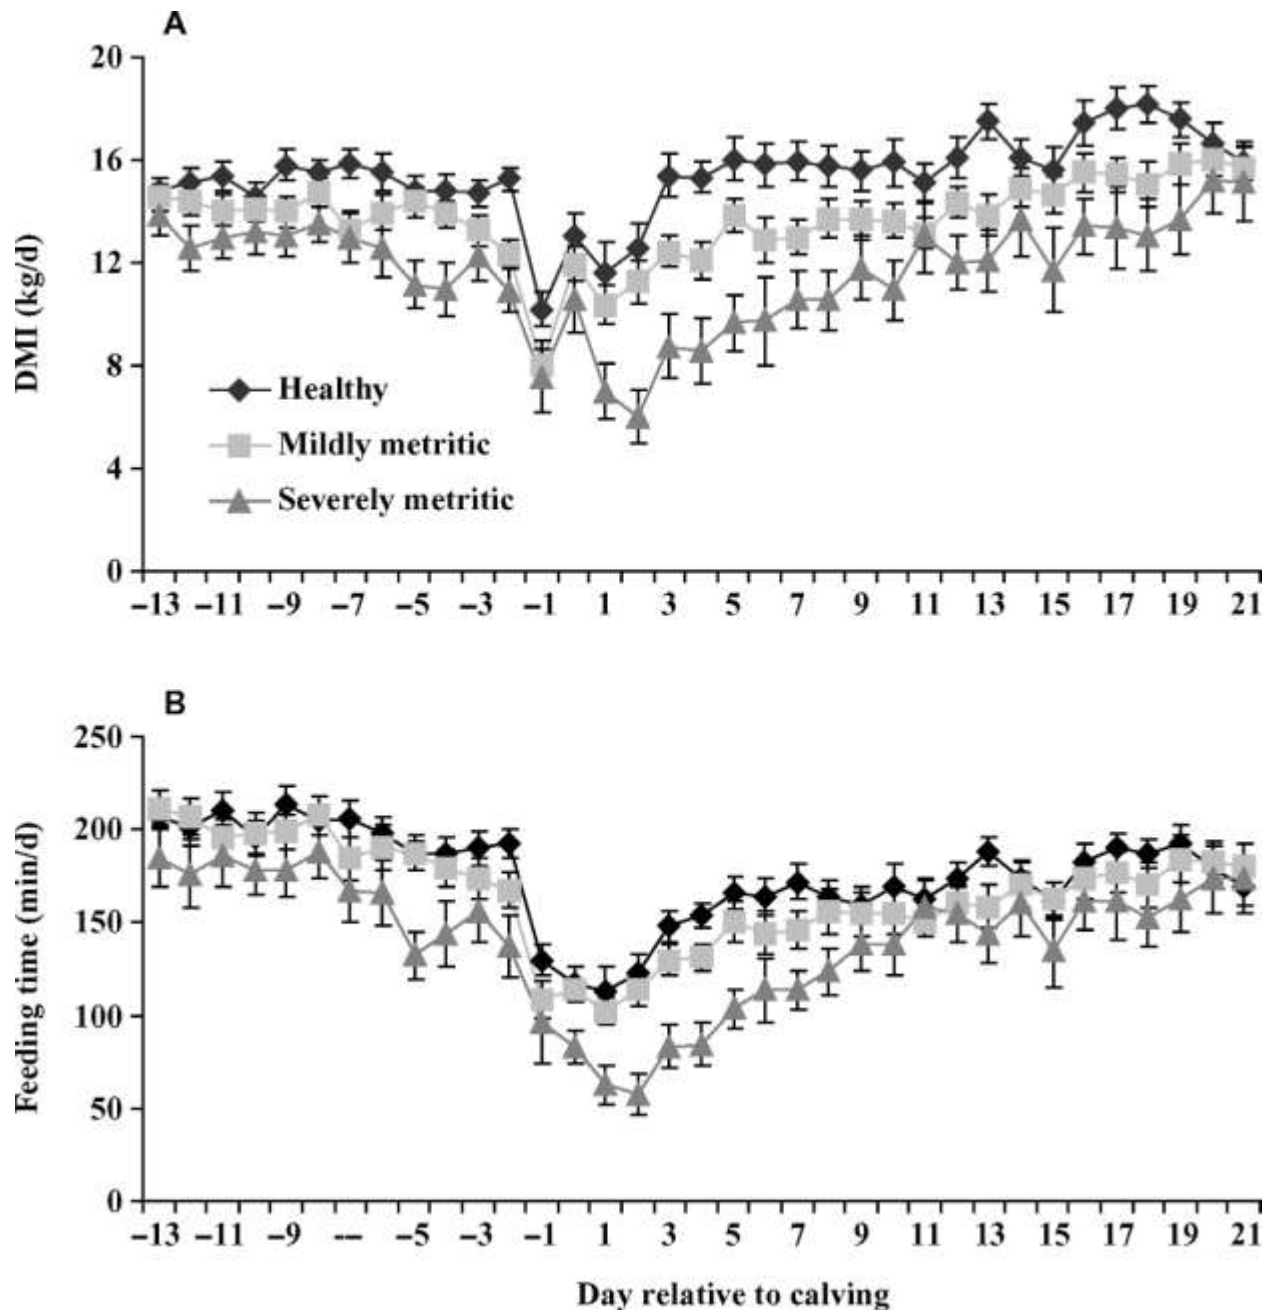 A
20
16
12
8
4
0
DMI (kg/d)
Healthy
Mildly metritic
Severely metritic
–13 –11 –9 –7 –5 –3 –1 1 3 5 7 9 11 13 15 17 19 21
B
250
200
150
100
50
0
Feeding time (min/d)
–13 –11 –9 -– –5 –3 –1 1 3 5 7 9 11 13 15 17 19 21
Day relative to calving